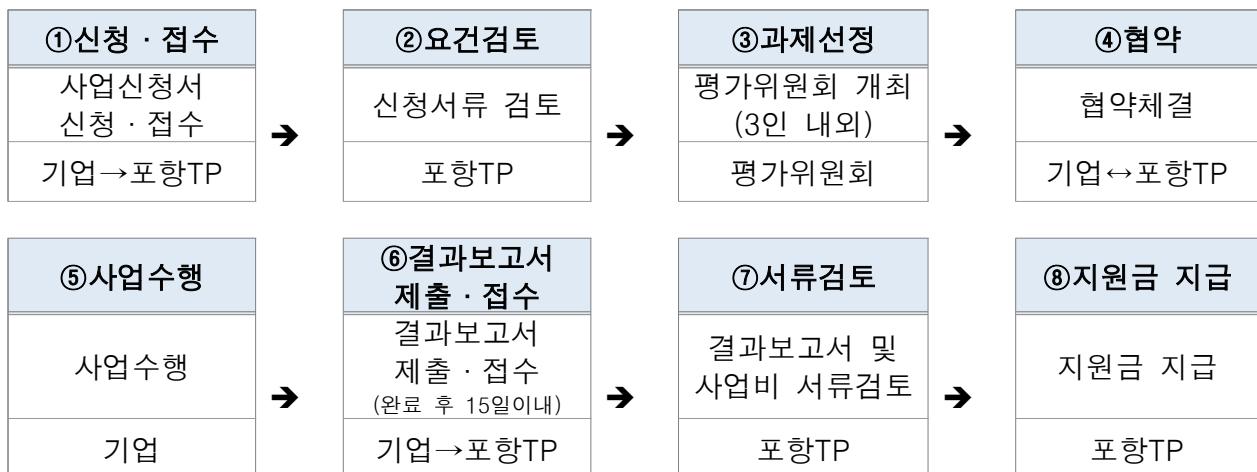 ①신청 · 접수
사업신청서
신청 · 접수
기업→포항TP
➔
②요건검토
신청서류 검토
포항TP
➔
③과제선정
평가위원회 개최
(3인 내외)
평가위원회
➔
④협약
협약체결
기업↔포항TP
⑤사업수행
사업수행
기업
➔
⑥결과보고서
제출 · 접수
결과보고서
제출 · 접수
(완료 후 15일이내)
기업→포항TP
➔
⑦서류검토
결과보고서 및
사업비 서류검토
포항TP
➔
⑧지원금 지급
지원금 지급
포항TP